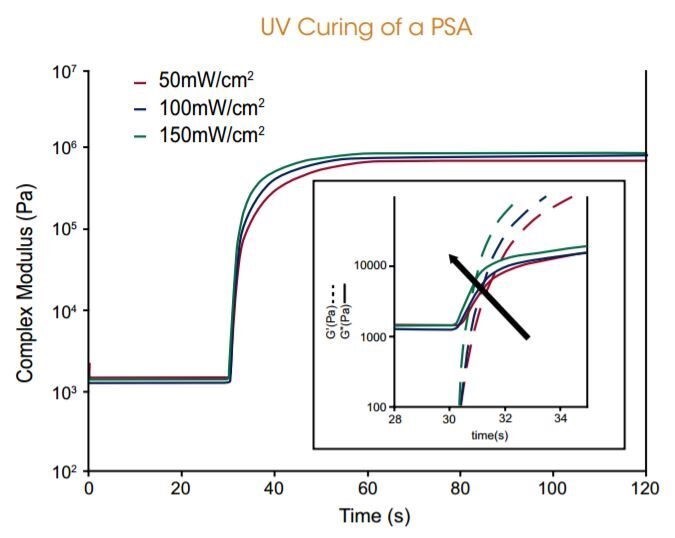 UV Curing of a PSA
Complex Modulus (Pa)
10⁷
10⁶
10⁵
10⁴
10³
10²
50mW/cm²
100mW/cm²
150mW/cm²
G'(Pa)
G"(Pa)
10000
1000
100
28 30 32 34
time(s)
0 20 40 60 80 100 120
Time (s)